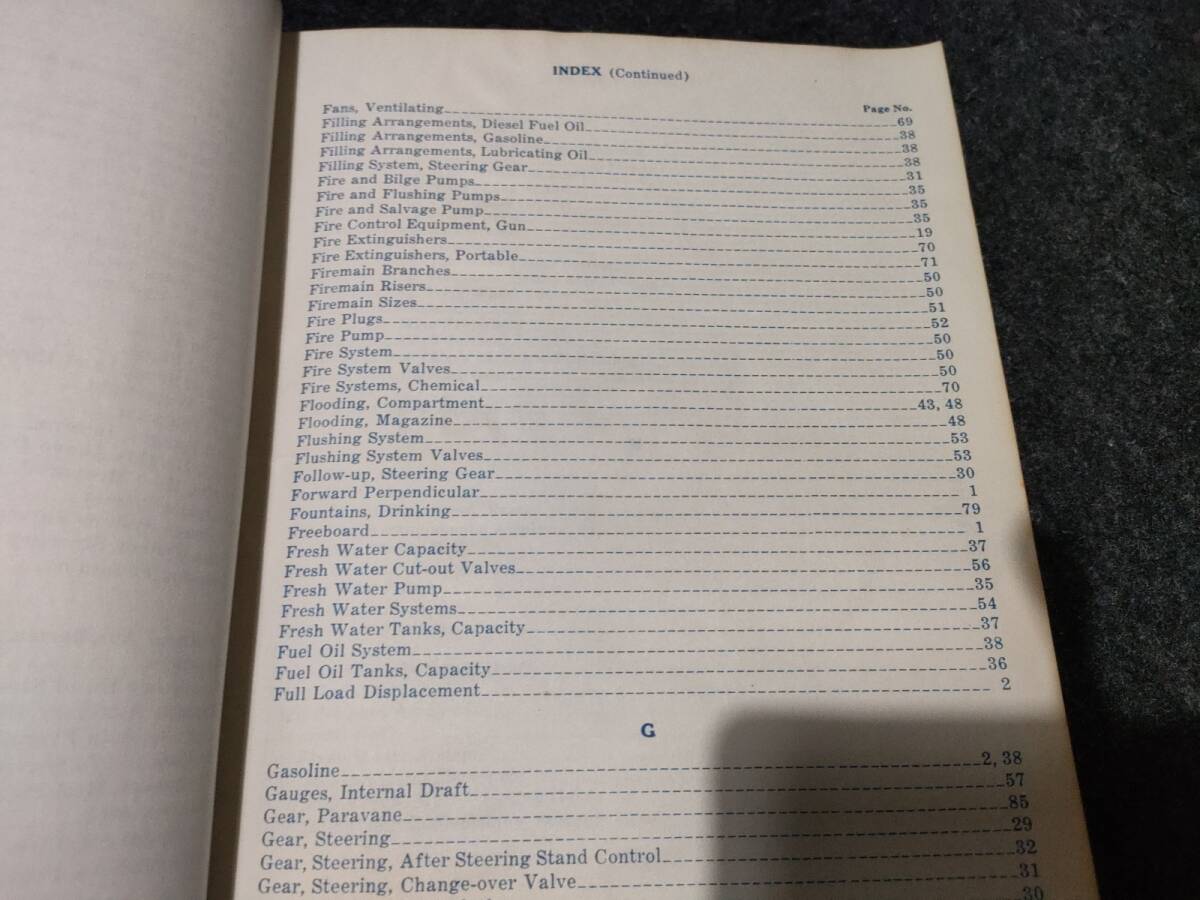 INDEX (Continued)
Page No.
Fans, Ventilating 69
Filling Arrangements, Diesel Fuel Oil 38
Filling Arrangements, Gasoline 38
Filling Arrangements, Lubricating Oil 38
Filling System, Steering Gear 31
Fire and Bilge Pumps 35
Fire and Flushing Pumps 35
Fire and Salvage Pump 35
Fire Control Equipment, Gun 19
Fire Extinguishers 70
Fire Extinguishers, Portable 71
Firemain Branches 50
Firemain Risers 50
Firemain Sizes 51
Fire Plugs 52
Fire Pump 50
Fire System 50
Fire System Valves 50
Fire Systems, Chemical 70
Flooding, Compartment 43, 48
Flooding, Magazine 48
Flushing System 53
Flushing System Valves 53
Follow-up, Steering Gear 30
Forward Perpendicular 1
Fountains, Drinking 79
Freeboard 1
Fresh Water Capacity 37
Fresh Water Cut-out Valves 56
Fresh Water Pump 35
Fresh Water Systems 54
Fresh Water Tanks, Capacity 37
Fuel Oil System 38
Fuel Oil Tanks, Capacity 36
Full Load Displacement 2
G
Gasoline 2, 38
Gauges, Internal Draft 57
Gear, Paravane 85
Gear, Steering 29
Gear, Steering, After Steering Stand Control 32
Gear, Steering, Change-over Valve 31
30